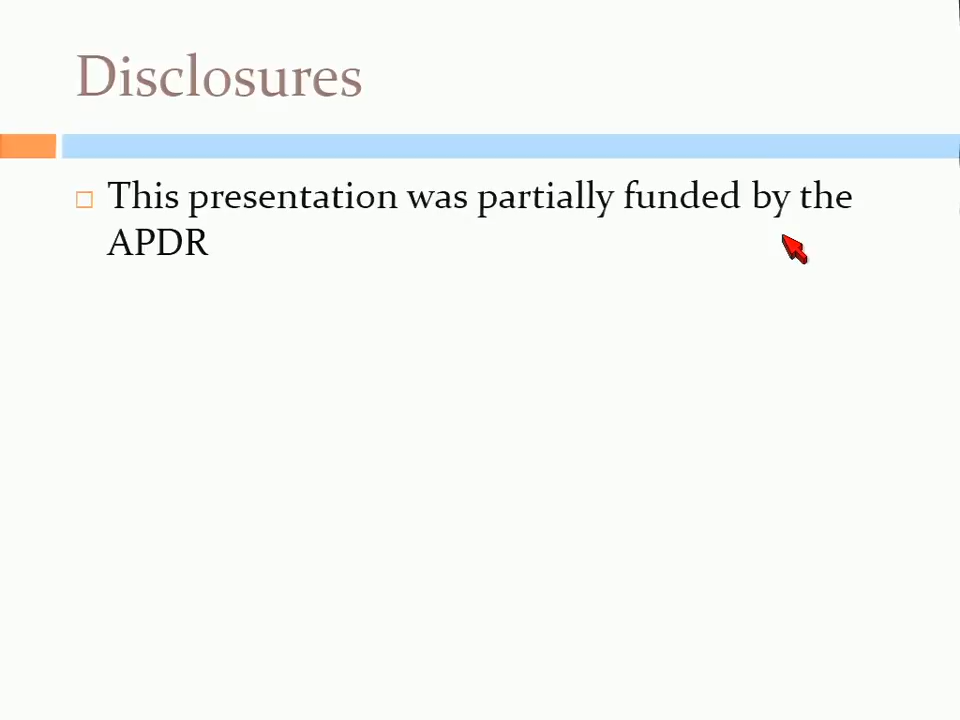 Disclosures
This presentation was partially funded by the
APDR